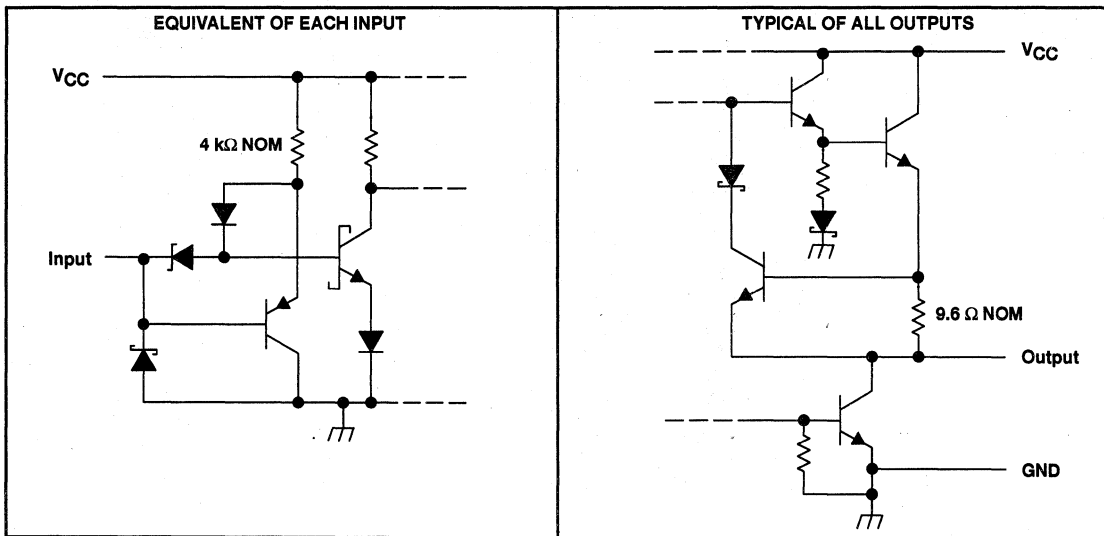 EQUIVALENT OF EACH INPUT
VCC
4 kΩ NOM
Input
TYPICAL OF ALL OUTPUTS
VCC
9.6 Ω NOM
Output
GND